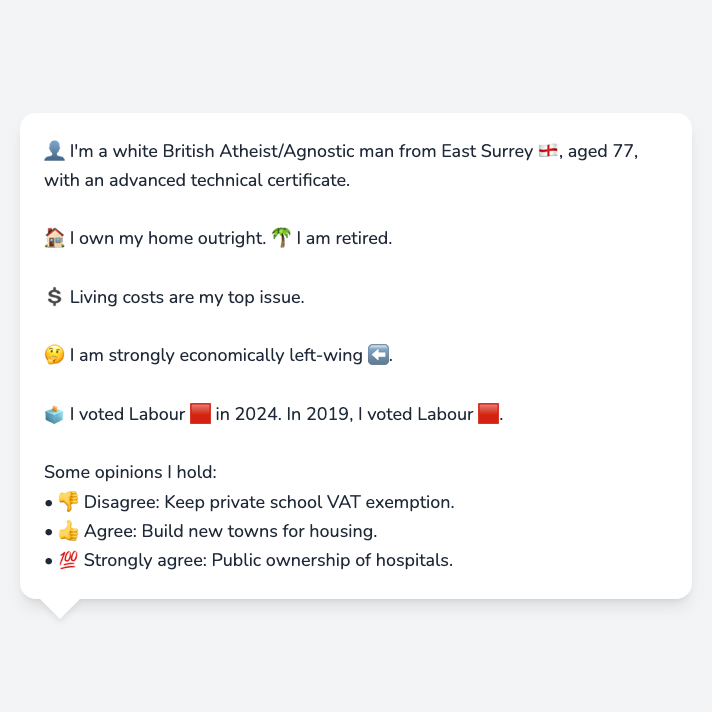 👤 I'm a white British Atheist/Agnostic man from East Surrey 🏴󠁧󠁢󠁥󠁮󠁧󠁿, aged 77,
with an advanced technical certificate.
🏠 I own my home outright. 🌴 I am retired.
💲 Living costs are my top issue.
🤔 I am strongly economically left-wing ⬅️.
🗳️ I voted Labour 🟥 in 2024. In 2019, I voted Labour 🟥.
Some opinions I hold:
• 👎 Disagree: Keep private school VAT exemption.
• 👍 Agree: Build new towns for housing.
• 💯 Strongly agree: Public ownership of hospitals.